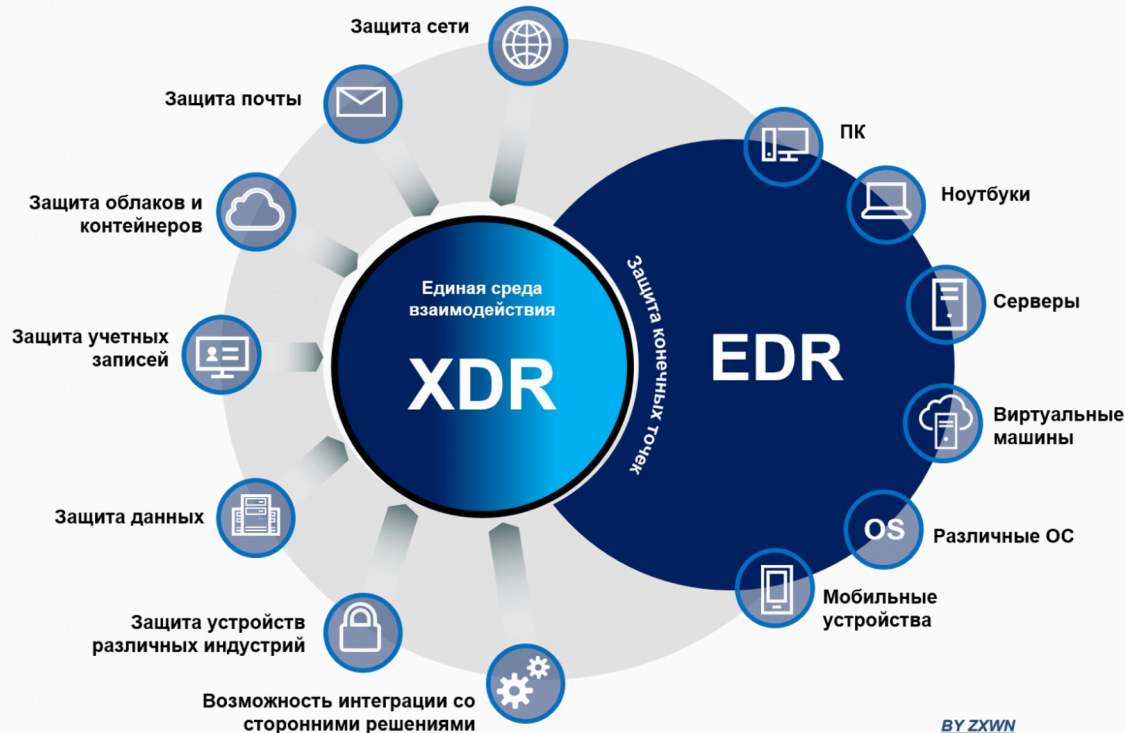 Защита сети
Защита почты
Защита облаков и
контейнеров
Защита учетных
записей
Защита данных
Защита устройств
различных индустрий
Возможность интеграции со
сторонними решениями
Единая среда
взаимодействия
XDR
Защита конечных точек
EDR
ПК
Ноутбуки
Серверы
Виртуальные
машины
OS
Различные ОС
Мобильные
устройства
BY ZXWN